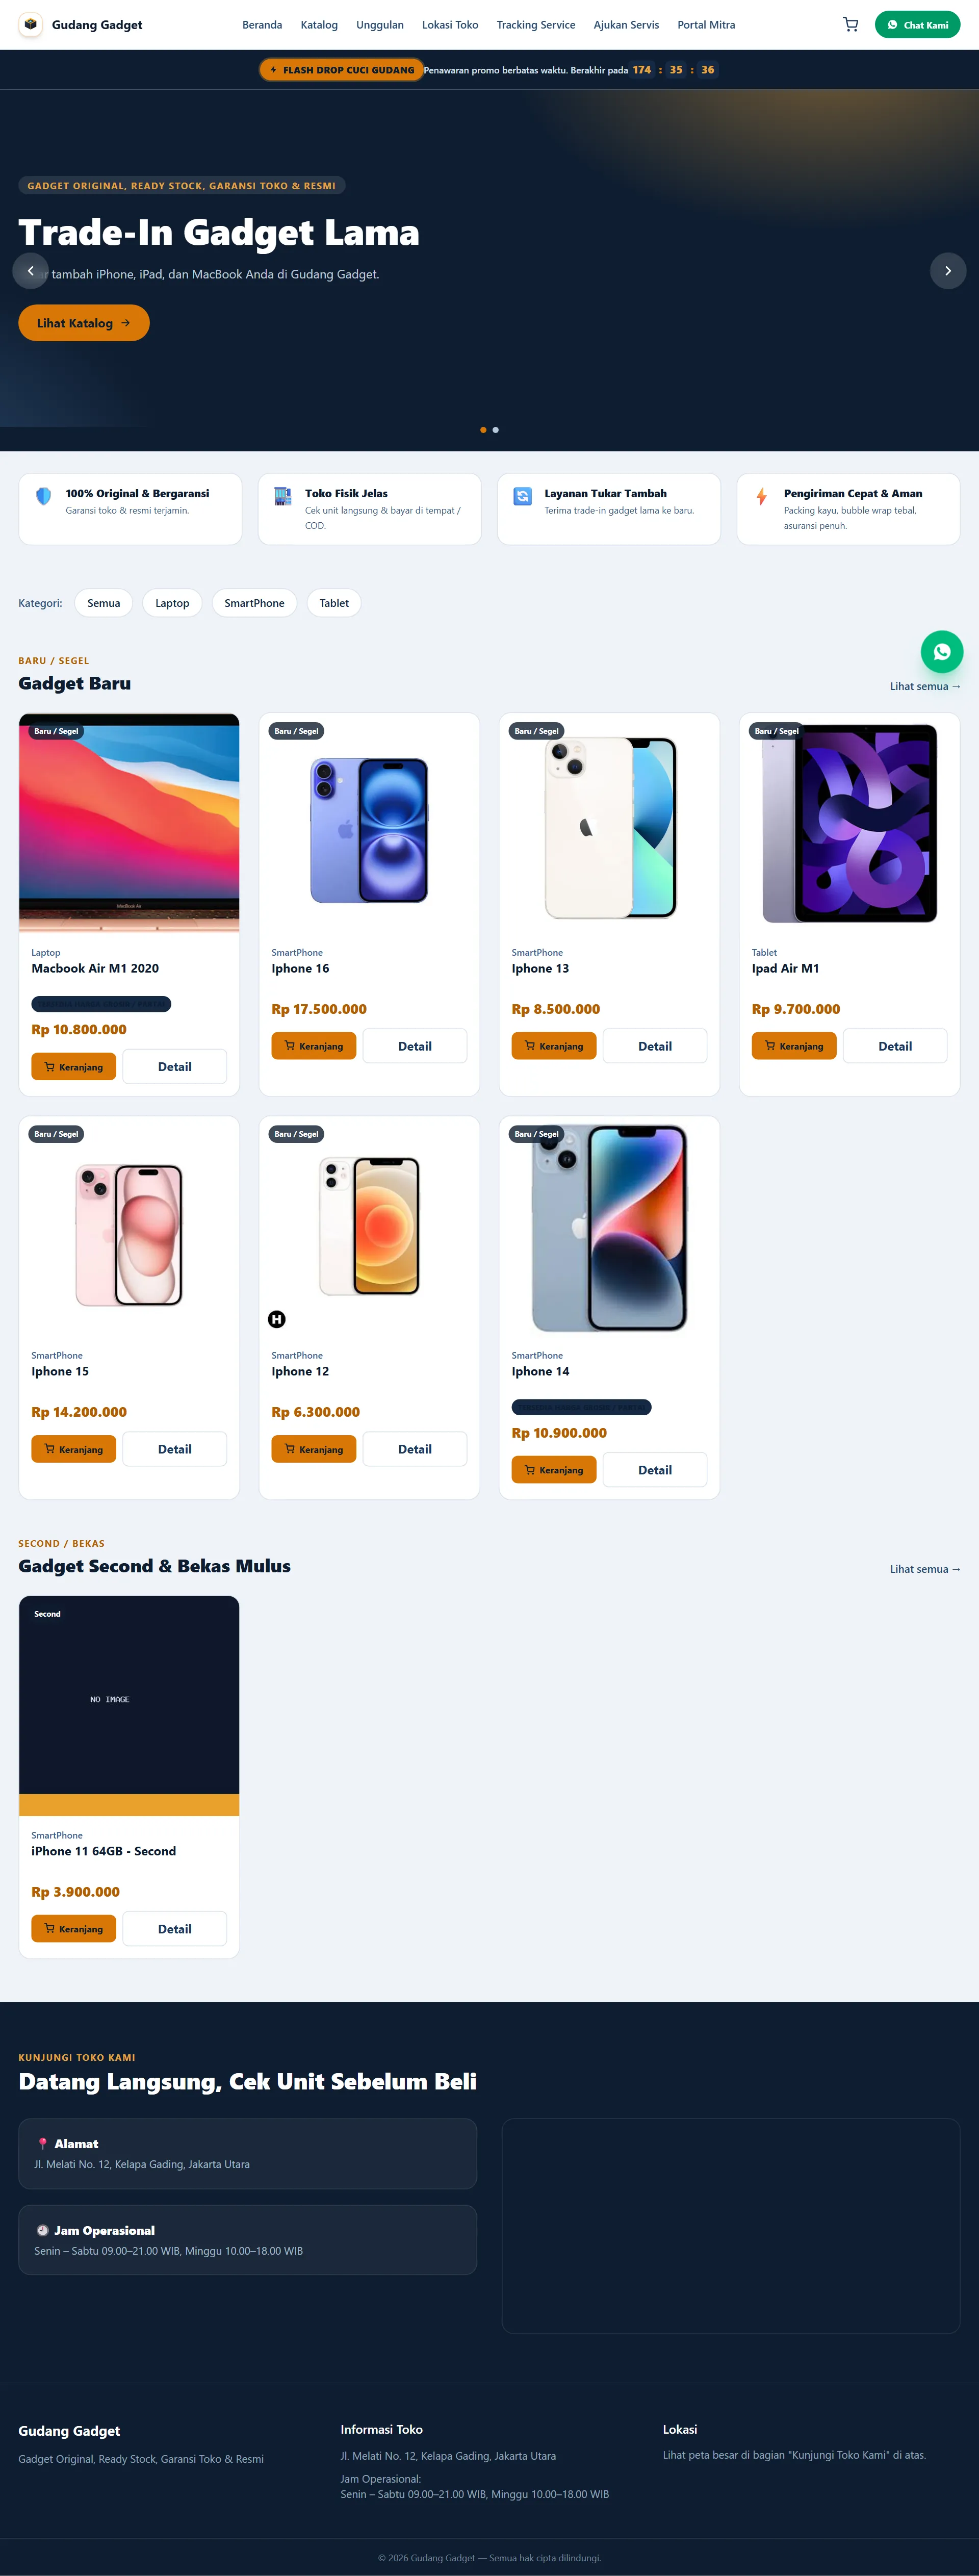 Gudang Gadget
Beranda
Katalog
Unggulan
Lokasi Toko
Tracking Service
Ajukan Servis
Portal Mitra
Chat Kami
FLASH DROP CUCI GUDANG
Penawaran promo berbatas waktu. Berakhir pada 174 : 35 : 36
GADGET ORIGINAL, READY STOCK, GARANSI TOKO & RESMI
Trade-In Gadget Lama
tambah iPhone, iPad, dan MacBook Anda di Gudang Gadget.
Lihat Katalog →
100% Original & Bergaransi
Garansi toko & resmi terjamin.
Toko Fisik Jelas
Cek unit langsung & bayar di tempat /
COD.
Layanan Tukar Tambah
Terima trade-in gadget lama ke baru.
Pengiriman Cepat & Aman
Packing kayu, bubble wrap tebal,
asuransi penuh.
Kategori:
Semua
Laptop
SmartPhone
Tablet
BARU / SEGEL
Gadget Baru
Lihat semua →
Baru / Segel
MacBook Air
Laptop
Macbook Air M1 2020
Rp 10.800.000
Keranjang
Detail
Baru / Segel
SmartPhone
Iphone 16
Rp 17.500.000
Keranjang
Detail
Baru / Segel
SmartPhone
Iphone 13
Rp 8.500.000
Keranjang
Detail
Baru / Segel
Tablet
Ipad Air M1
Rp 9.700.000
Keranjang
Detail
Baru / Segel
SmartPhone
Iphone 15
Rp 14.200.000
Keranjang
Detail
Baru / Segel
H
SmartPhone
Iphone 12
Rp 6.300.000
Keranjang
Detail
Baru / Segel
SmartPhone
Iphone 14
Rp 10.900.000
Keranjang
Detail
SECOND / BEKAS
Gadget Second & Bekas Mulus
Lihat semua →
Second
NO IMAGE
SmartPhone
iPhone 11 64GB - Second
Rp 3.900.000
Keranjang
Detail
KUNJUNGI TOKO KAMI
Datang Langsung, Cek Unit Sebelum Beli
Alamat
Jl. Melati No. 12, Kelapa Gading, Jakarta Utara
Jam Operasional
Senin – Sabtu 09.00–21.00 WIB, Minggu 10.00–18.00 WIB
Gudang Gadget
Gadget Original, Ready Stock, Garansi Toko & Resmi
Informasi Toko
Jl. Melati No. 12, Kelapa Gading, Jakarta Utara
Jam Operasional:
Senin – Sabtu 09.00–21.00 WIB, Minggu 10.00–18.00 WIB
Lokasi
Lihat peta besar di bagian "Kunjungi Toko Kami" di atas.
© 2026 Gudang Gadget — Semua hak cipta dilindungi.